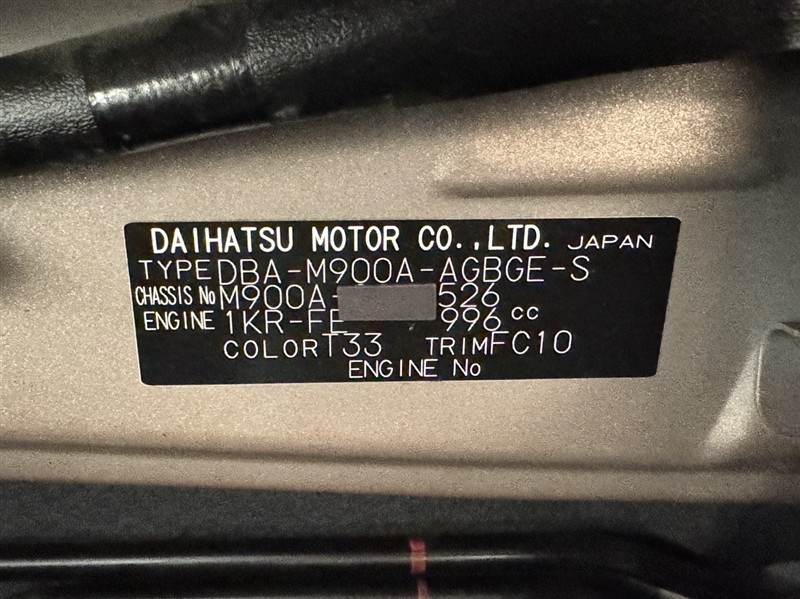 DAIHATSU MOTOR CO.,LTD. JAPAN
TYPE DBA-M900A-AGBGE-S
CHASSIS No M900A- 526
ENGINE 1KR-FE 996 cc
COLOR T33 TRIM FC10
ENGINE No